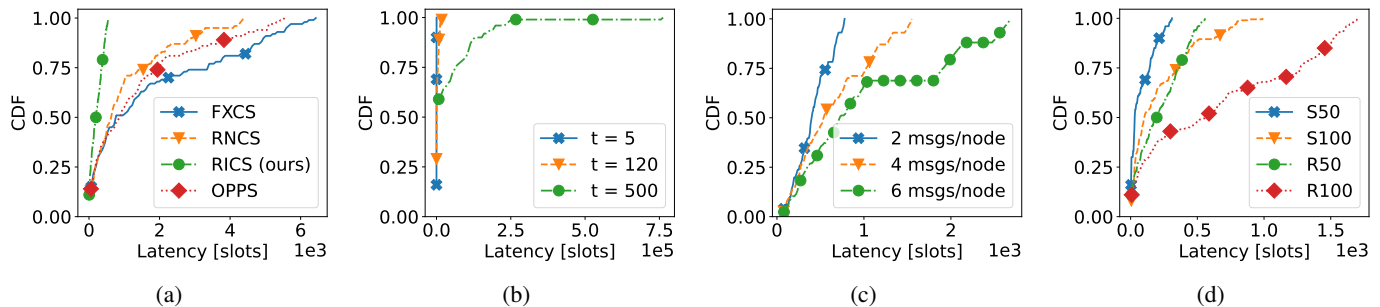 1.00
0.75
0.50
0.25
0.00
CDF
0
2
4
6
1e3
Latency [slots]
FXCS
RNCS
RICS (ours)
OPPS
(a)
1.00
0.75
0.50
0.25
0.00
CDF
0.0
2.5
5.0
7.5
1e5
Latency [slots]
t = 5
t = 120
t = 500
(b)
1.00
0.75
0.50
0.25
0.00
CDF
0
1
2
1e3
Latency [slots]
2 msgs/node
4 msgs/node
6 msgs/node
(c)
1.00
0.75
0.50
0.25
0.00
CDF
0.0
0.5
1.0
1.5
1e3
Latency [slots]
S50
S100
R50
R100
(d)